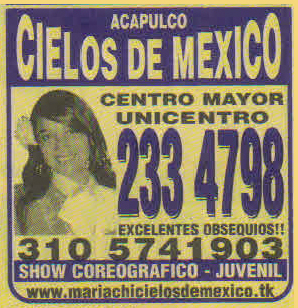 ACAPULCO
CIELOS DE MEXICO
CENTRO MAYOR
UNICENTRO
233 4798
EXCELENTES OBSEQUIOS!!
310 5741903
SHOW COREOGRAFICO - JUVENIL
www.mariachicielosdemexico.tk